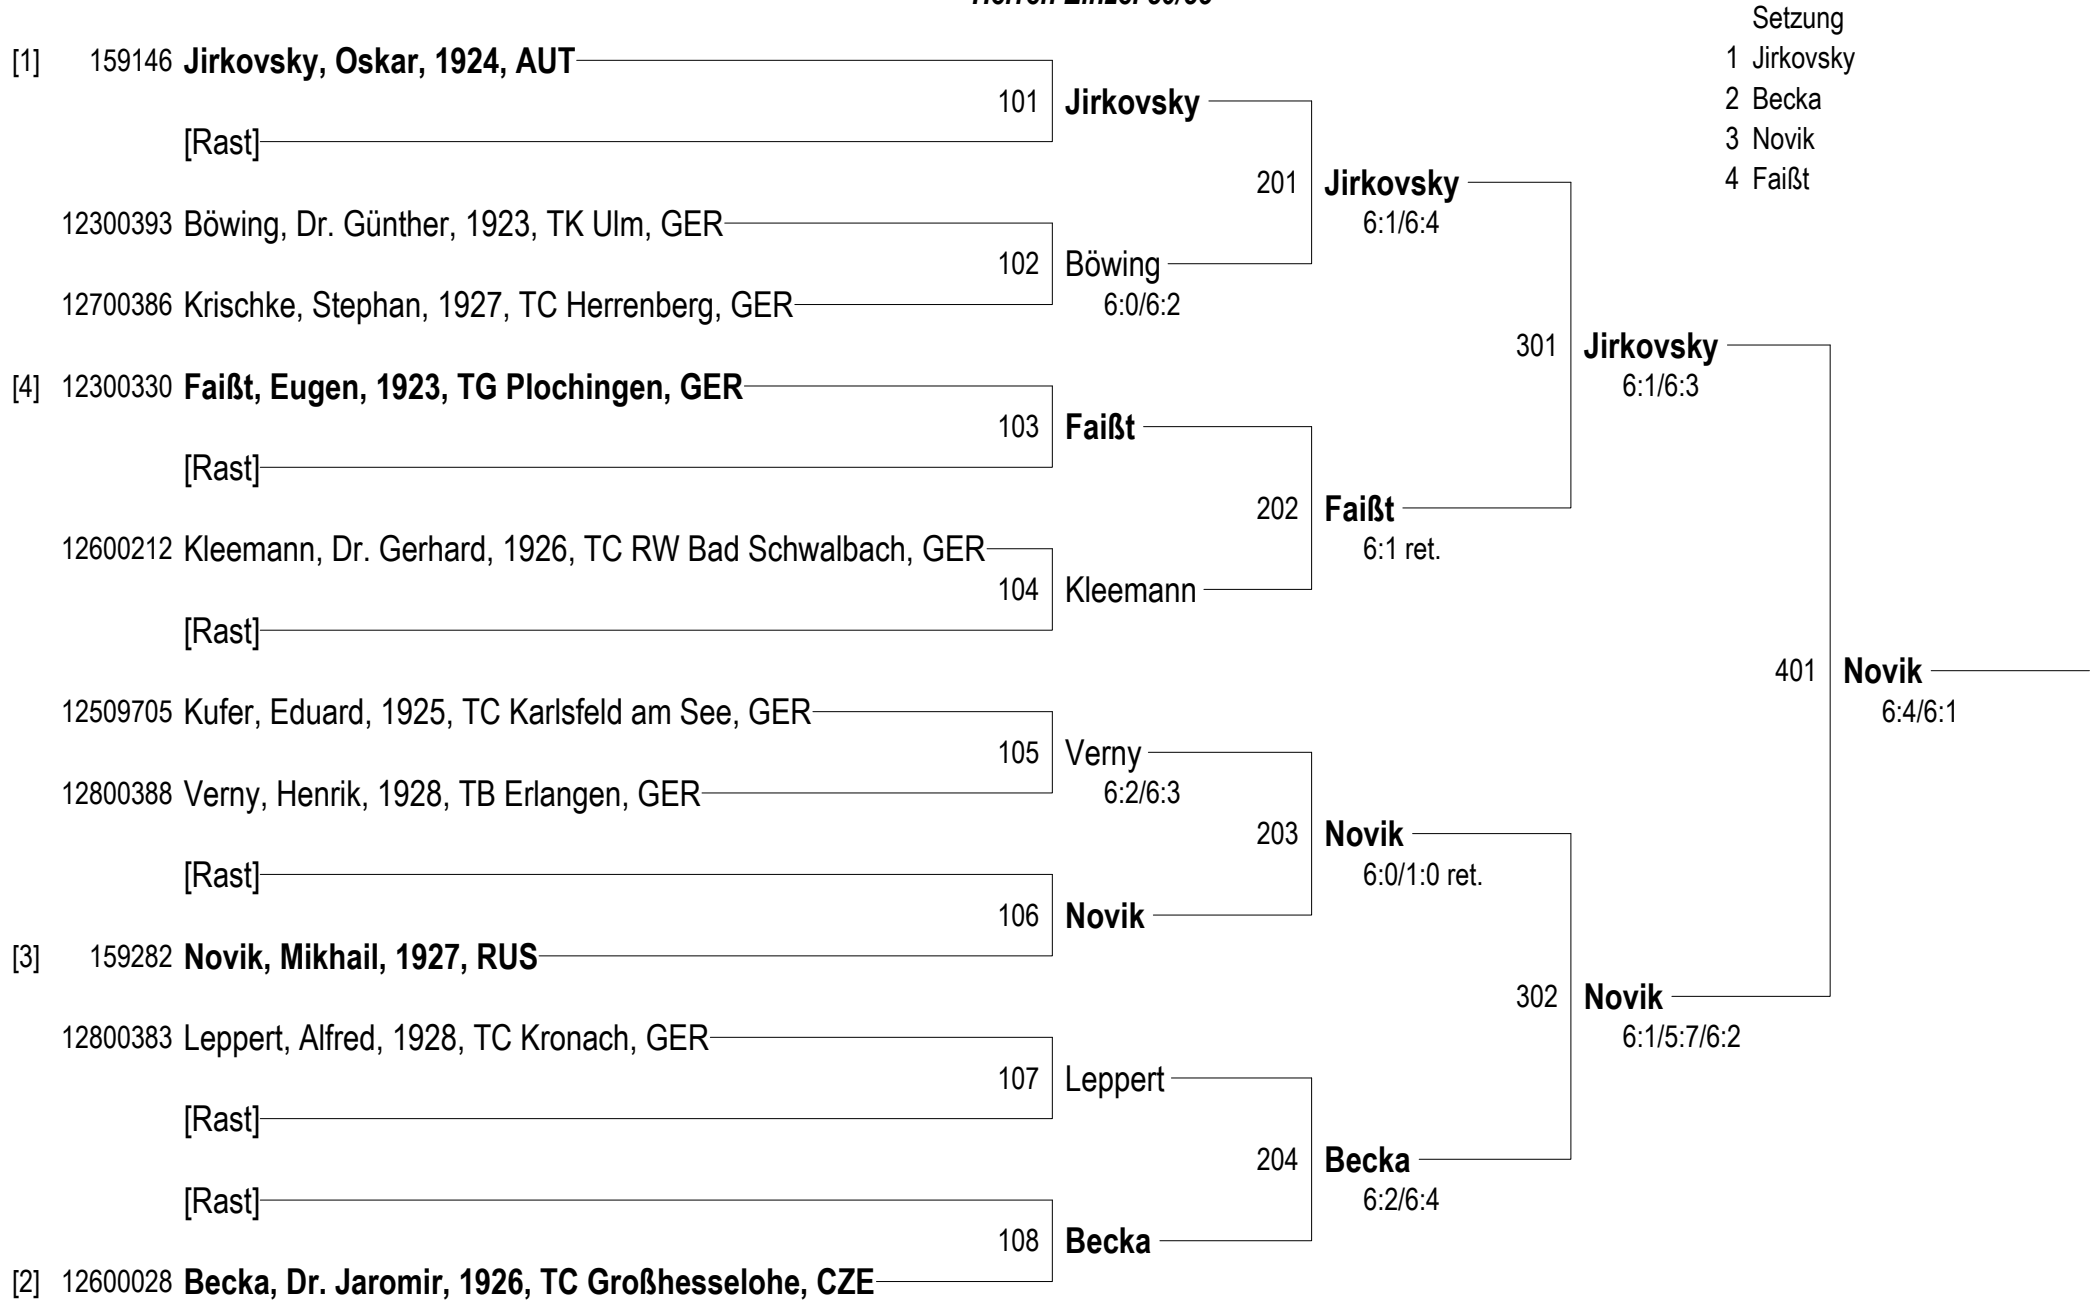 Setzung
1 Jirkovsky
2 Becka
3 Novik
4 Faißt
[1] 159146 Jirkovsky, Oskar, 1924, AUT
101 Jirkovsky
[Rast]
201 Jirkovsky
6:1/6:4
12300393 Böwing, Dr. Günther, 1923, TK Ulm, GER
102 Böwing
6:0/6:2
12700386 Krischke, Stephan, 1927, TC Herrenberg, GER
301 Jirkovsky
6:1/6:3
[4] 12300330 Faißt, Eugen, 1923, TG Plochingen, GER
103 Faißt
[Rast]
202 Faißt
6:1 ret.
12600212 Kleemann, Dr. Gerhard, 1926, TC RW Bad Schwalbach, GER
104 Kleemann
[Rast]
401 Novik
6:4/6:1
12509705 Kufer, Eduard, 1925, TC Karlsfeld am See, GER
105 Verny
6:2/6:3
12800388 Verny, Henrik, 1928, TB Erlangen, GER
203 Novik
6:0/1:0 ret.
[Rast]
106 Novik
[3] 159282 Novik, Mikhail, 1927, RUS
302 Novik
6:1/5:7/6:2
12800383 Leppert, Alfred, 1928, TC Kronach, GER
107 Leppert
[Rast]
204 Becka
6:2/6:4
[Rast]
108 Becka
[2] 12600028 Becka, Dr. Jaromir, 1926, TC Großhesselohe, CZE